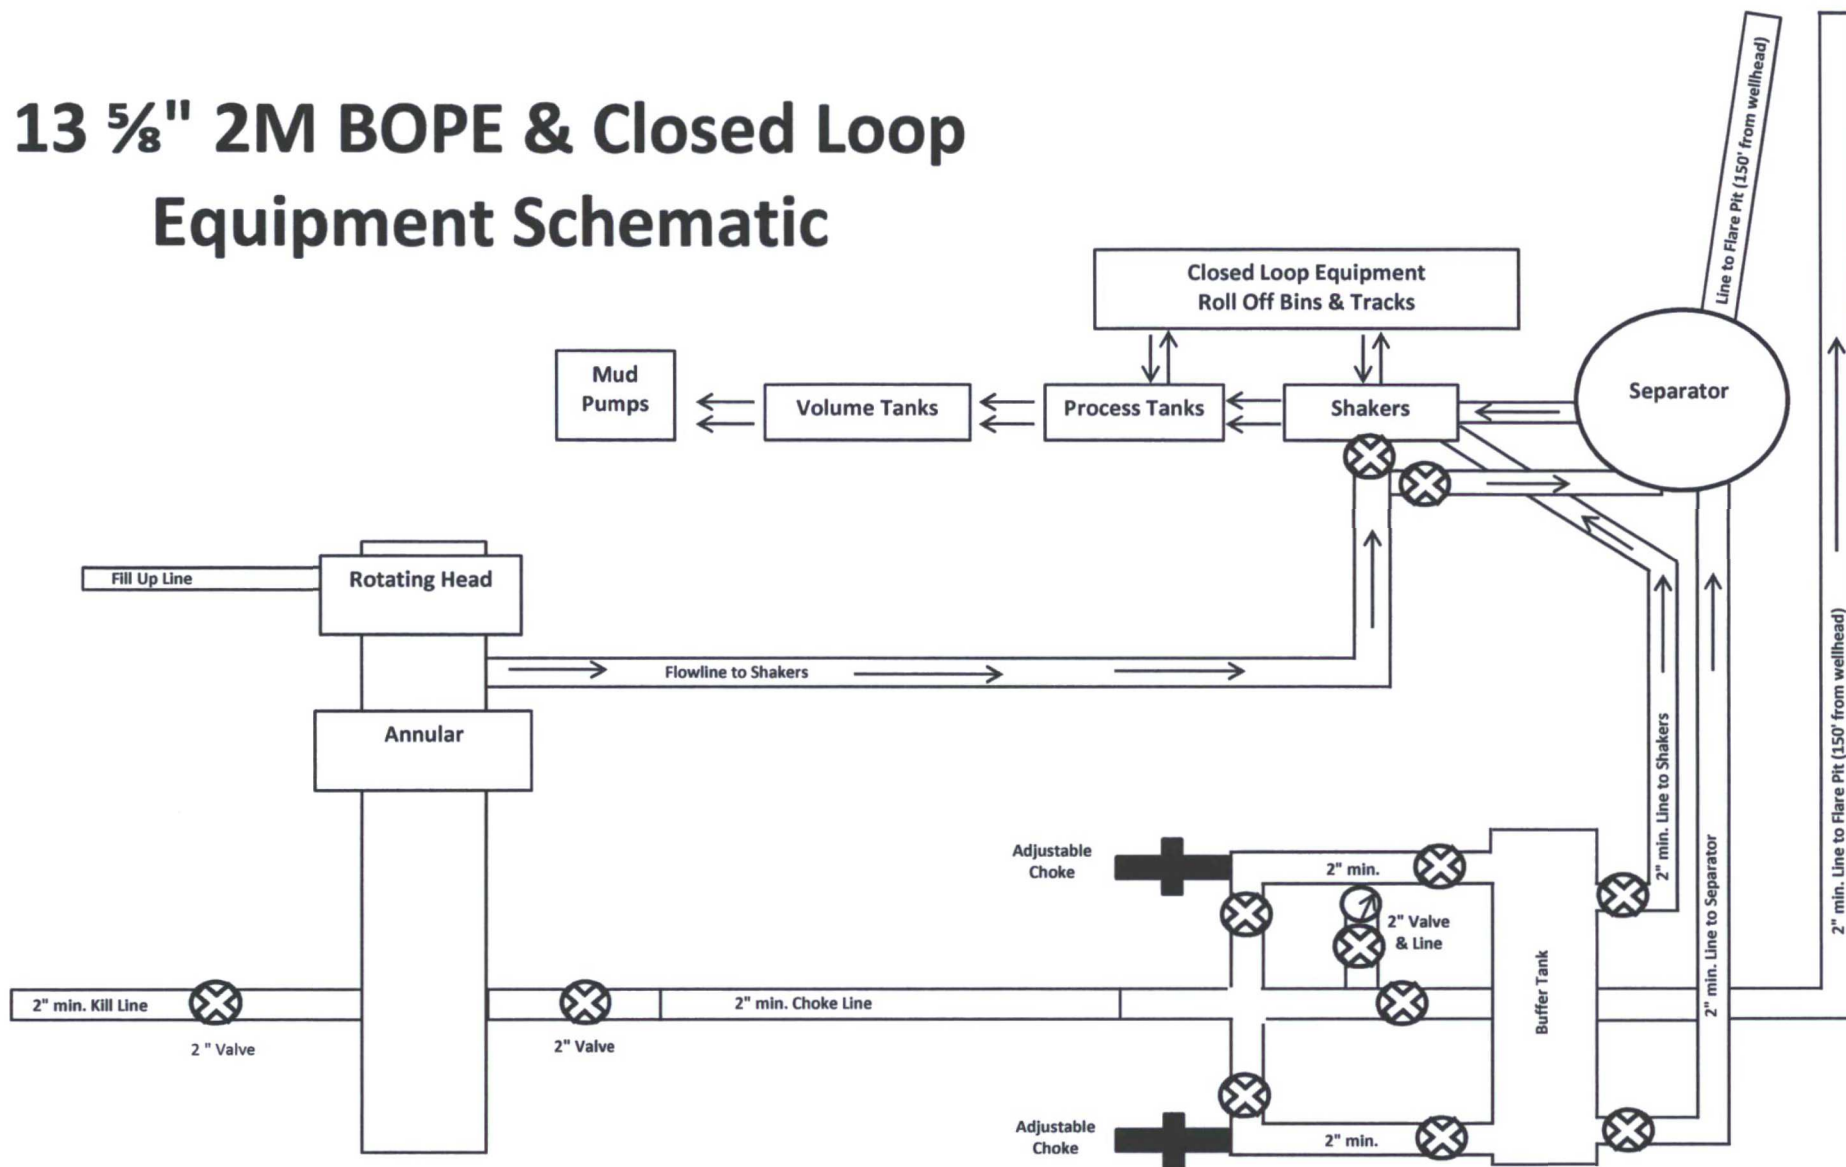 13 ⅝" 2M BOPE & Closed Loop
Equipment Schematic
Line to Flare Pit (150' from wellhead)
Closed Loop Equipment
Roll Off Bins & Tracks
Mud
Pumps
Volume Tanks
Process Tanks
Shakers
Separator
Fill Up Line
Rotating Head
Flowline to Shakers
Annular
2" min. Line to Shakers
2" min. Line to Separator
2" min. Line to Flare Pit (150' from wellhead)
Adjustable
Choke
2" min.
2" Valve
& Line
Buffer Tank
2" min. Kill Line
2 " Valve
2" Valve
2" min. Choke Line
Adjustable
Choke
2" min.